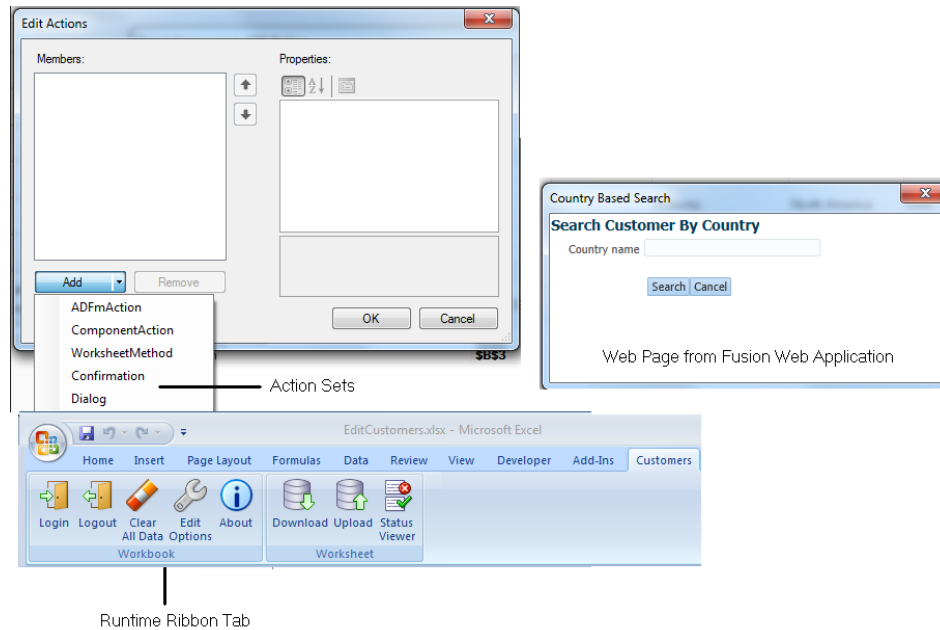 Edit Actions
Members:
Properties:
Add
Remove
ADFmAction
ComponentAction
WorksheetMethod
Confirmation
Dialog
OK
Cancel
$B$3
Action Sets
Country Based Search
Search Customer By Country
Country name
Search Cancel
Web Page from Fusion Web Application
EditCustomers.xlsx - Microsoft Excel
Home Insert Page Layout Formulas Data Review View Developer Add-Ins Customers
Login Logout Clear All Data Edit Options About
Workbook
Download Upload Status Viewer
Worksheet
Runtime Ribbon Tab